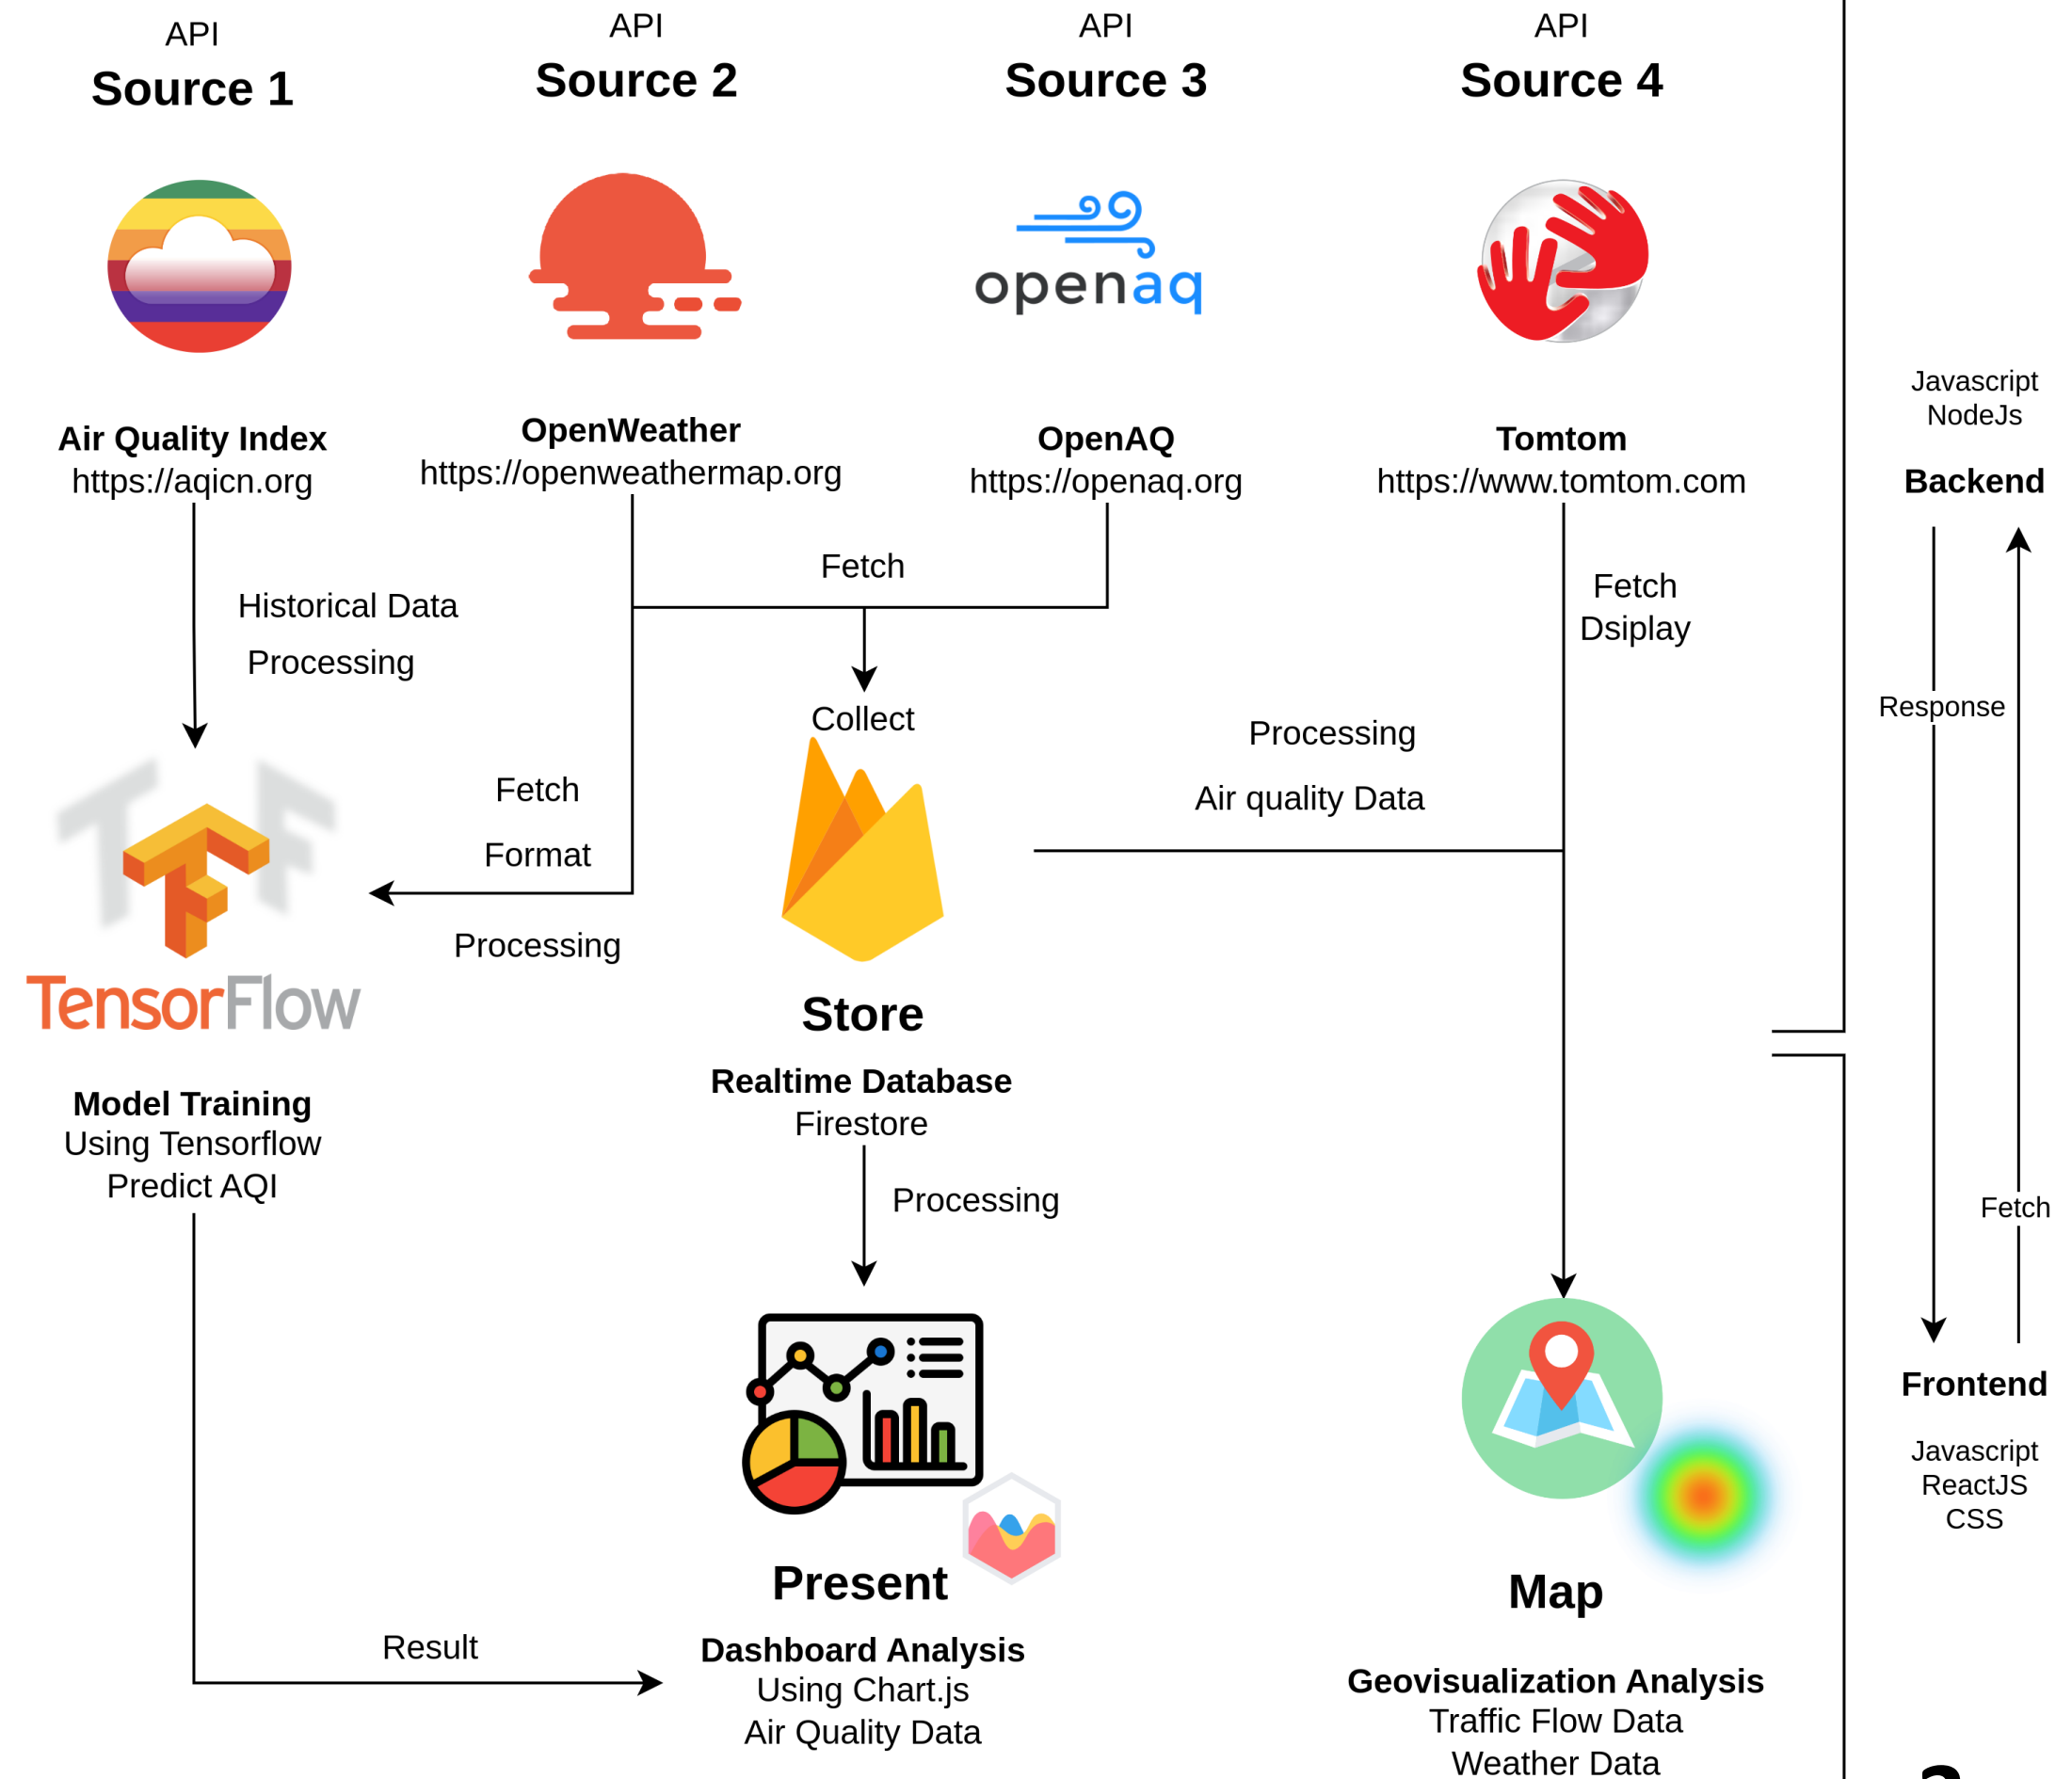 API
Source 1
API
Source 2
API
Source 3
API
Source 4
openaq
Air Quality Index
https://aqicn.org
OpenWeather
https://openweathermap.org
OpenAQ
https://openaq.org
Tomtom
https://www.tomtom.com
Javascript
NodeJs
Backend
Historical Data
Processing
Fetch
Fetch
Dsiplay
Collect
Response
Fetch
Format
Processing
Processing
Air quality Data
TensorFlow
Store
Realtime Database
Firestore
Model Training
Using Tensorflow
Predict AQI
Processing
Fetch
Frontend
Javascript
ReactJS
CSS
Result
Present
Dashboard Analysis
Using Chart.js
Air Quality Data
Map
Geovisualization Analysis
Traffic Flow Data
Weather Data